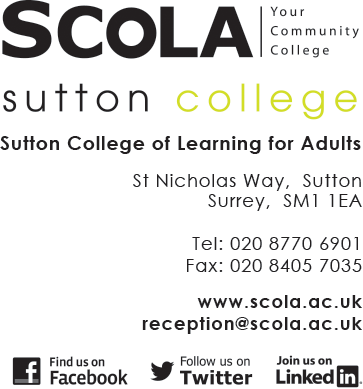 SCOLA
Your
Community
College
sutton college
Sutton College of Learning for Adults
St Nicholas Way, Sutton
Surrey, SM1 1EA
Tel: 020 8770 6901
Fax: 020 8405 7035
www.scola.ac.uk
reception@scola.ac.uk
Find us on
Facebook
Follow us on
Twitter
Join us on
Linked in